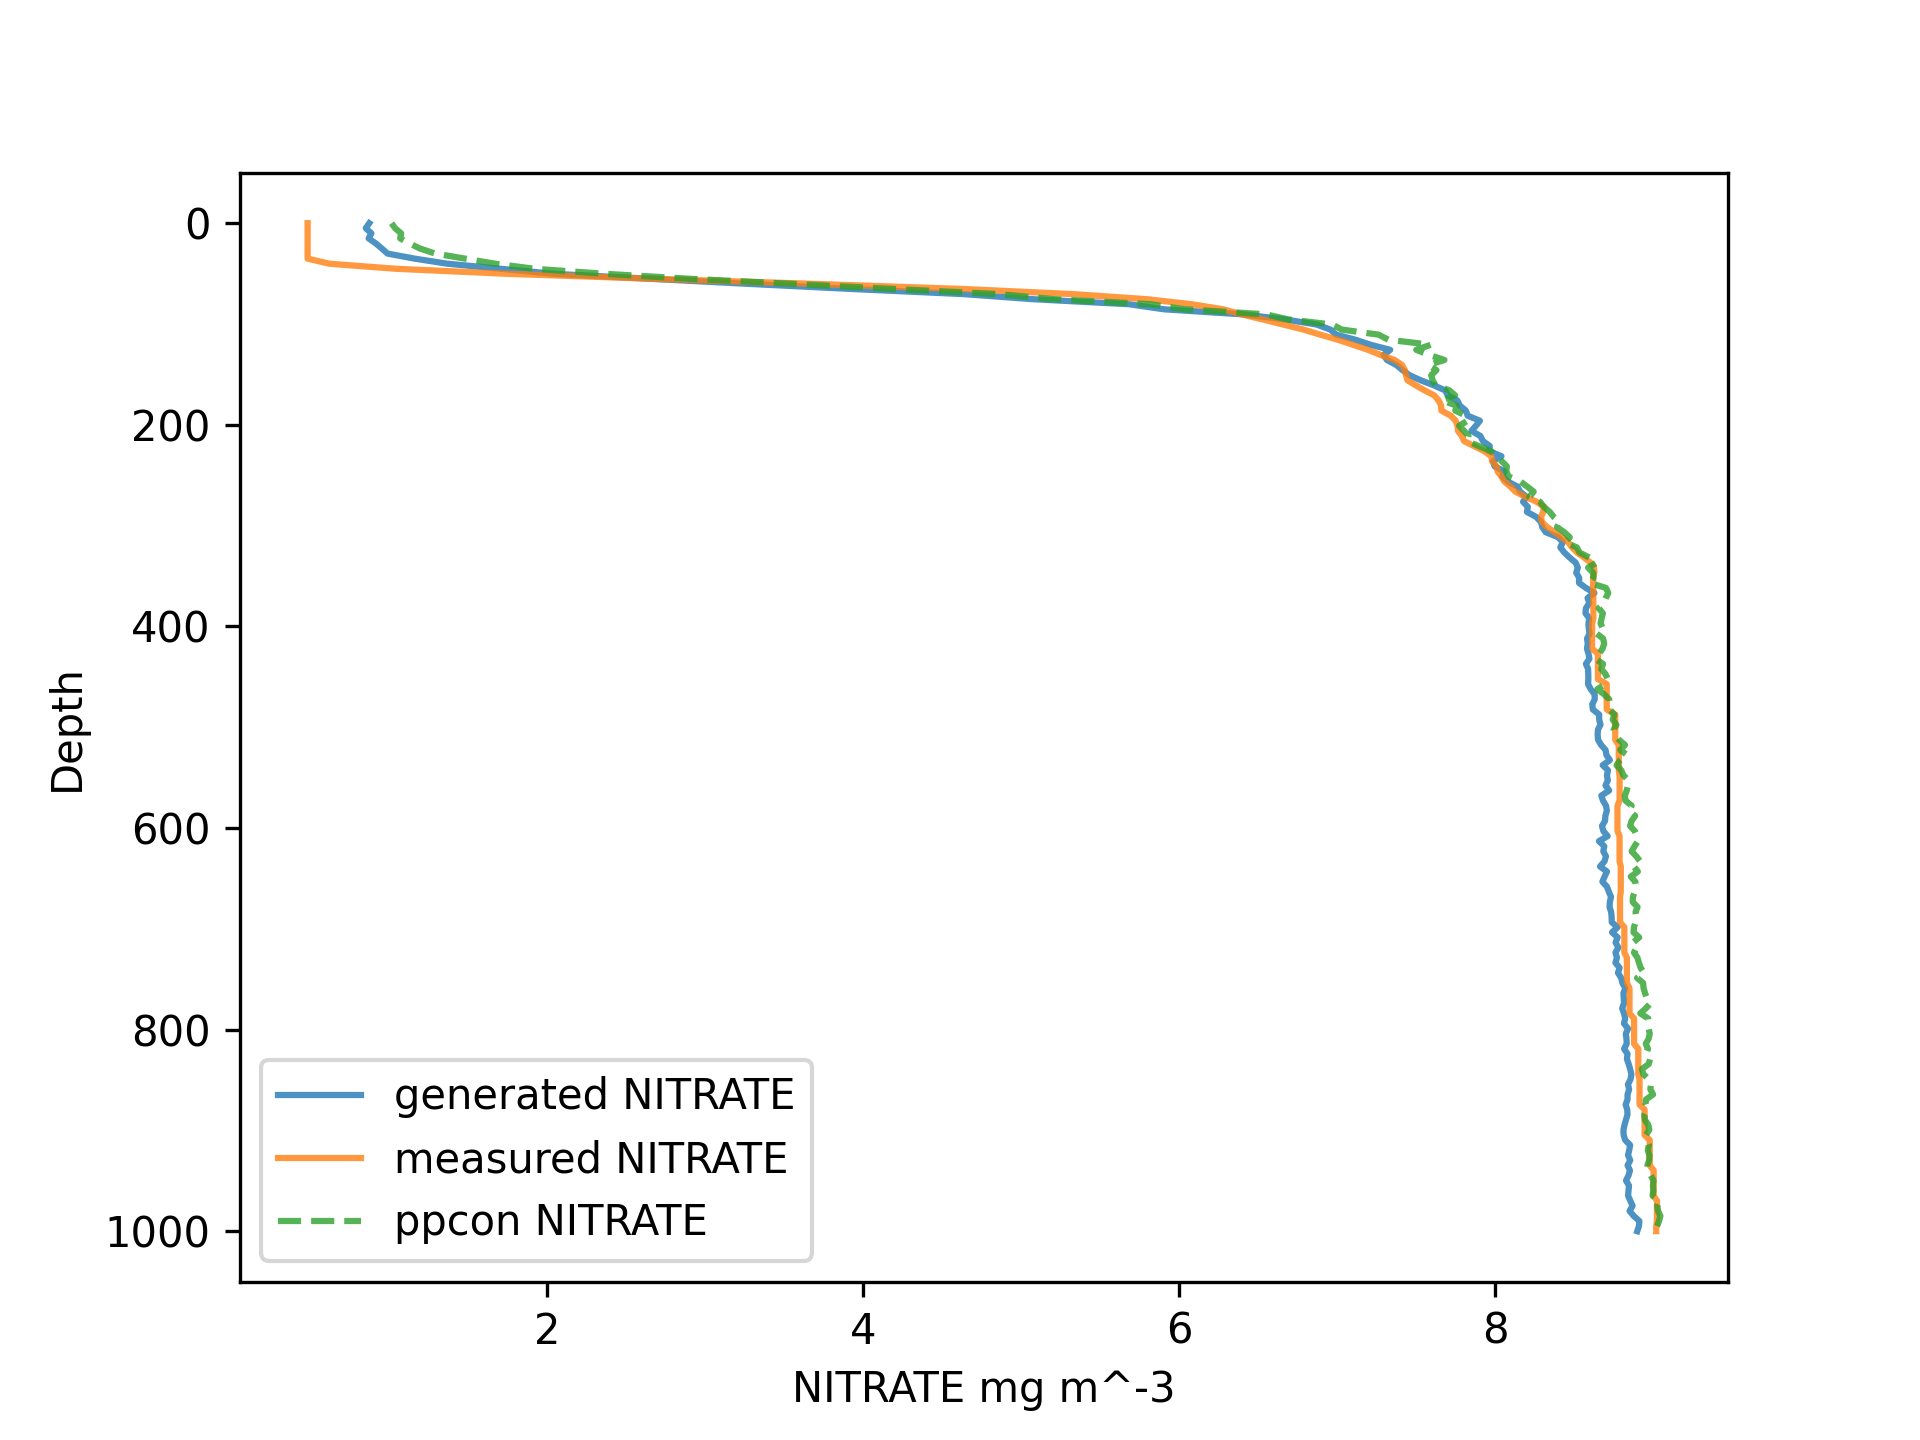 0
200
400
600
800
1000
Depth
generated NITRATE
measured NITRATE
ppcon NITRATE
2 4 6 8
NITRATE mg m^-3